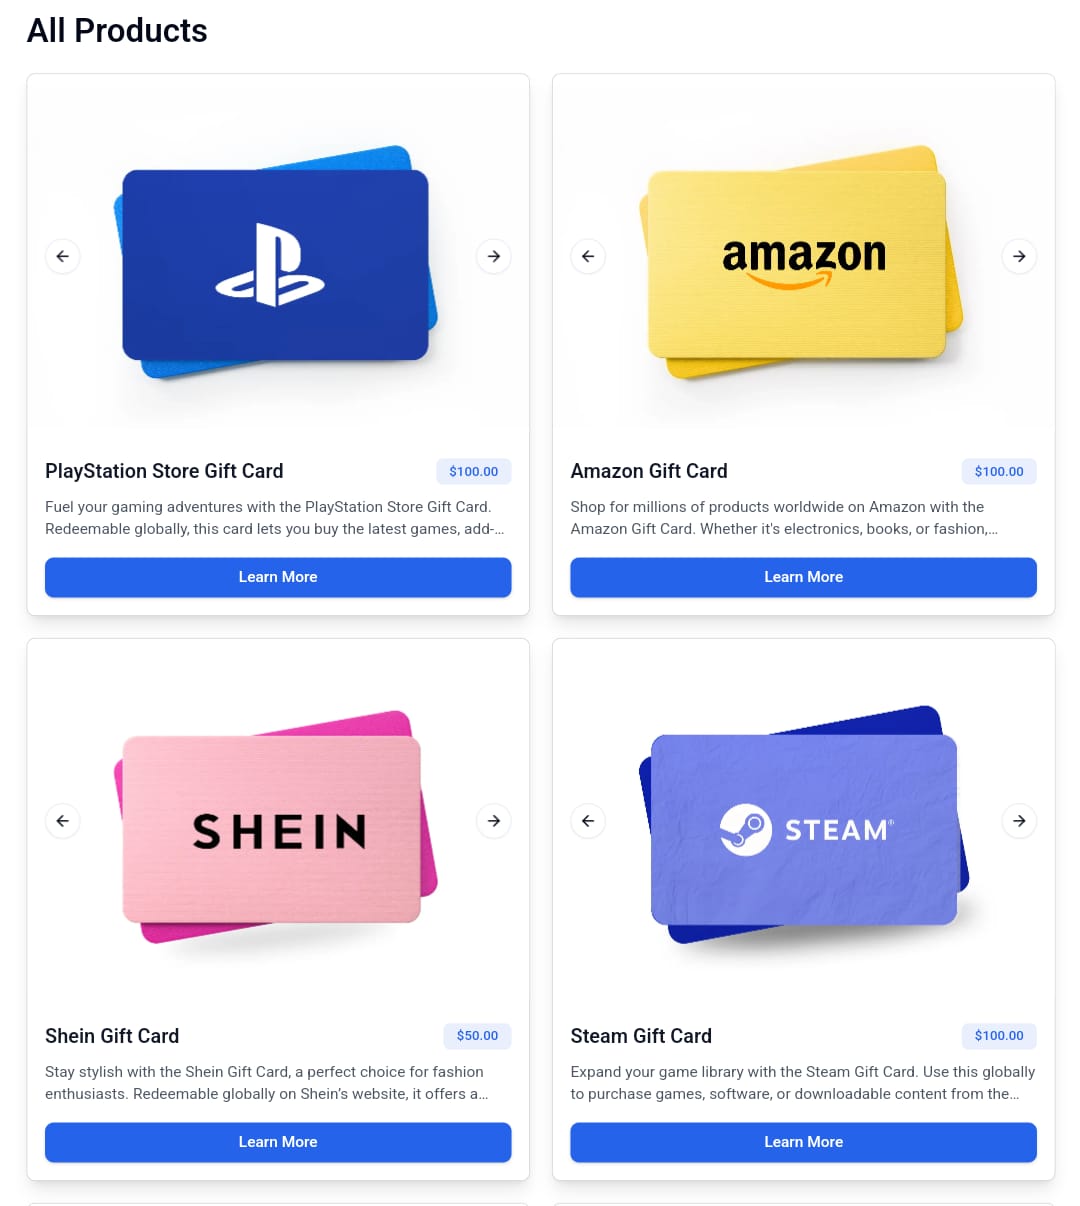 All Products
amazon
PlayStation Store Gift Card
$100.00
Fuel your gaming adventures with the PlayStation Store Gift Card.
Redeemable globally, this card lets you buy the latest games, add-...
Learn More
Amazon Gift Card
$100.00
Shop for millions of products worldwide on Amazon with the
Amazon Gift Card. Whether it's electronics, books, or fashion,...
Learn More
SHEIN
STEAM®
Shein Gift Card
$50.00
Stay stylish with the Shein Gift Card, a perfect choice for fashion
enthusiasts. Redeemable globally on Shein’s website, it offers a...
Learn More
Steam Gift Card
$100.00
Expand your game library with the Steam Gift Card. Use this globally
to purchase games, software, or downloadable content from the...
Learn More